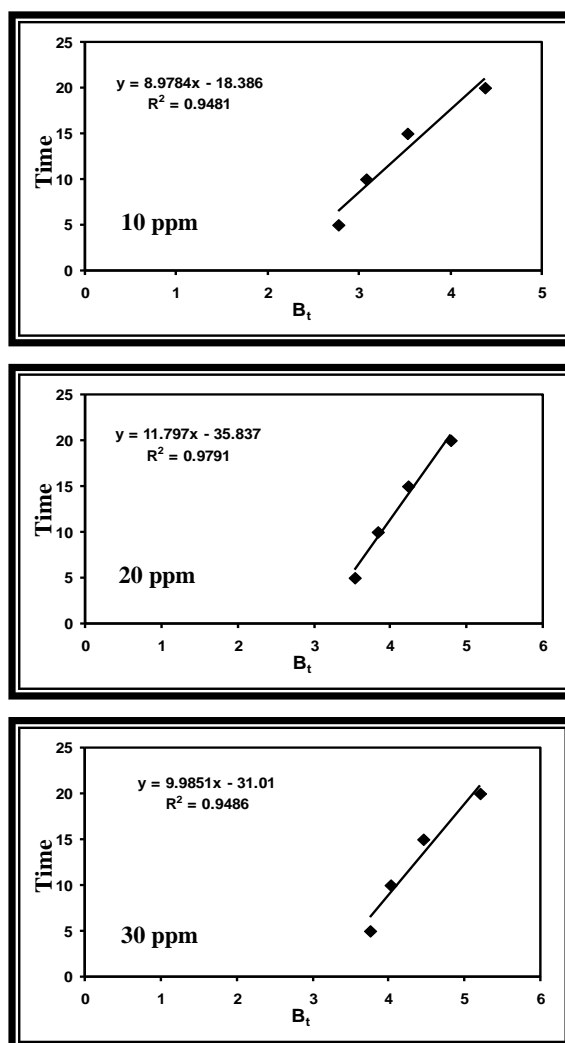 25
20
15
10
5
0
Time
y = 8.9784x - 18.386
R² = 0.9481
10 ppm
0 1 2 3 4 5
Bₜ
25
20
15
10
5
0
Time
y = 11.797x - 35.837
R² = 0.9791
20 ppm
0 1 2 3 4 5 6
Bₜ
25
20
15
10
5
0
Time
y = 9.9851x - 31.01
R² = 0.9486
30 ppm
0 1 2 3 4 5 6
Bₜ